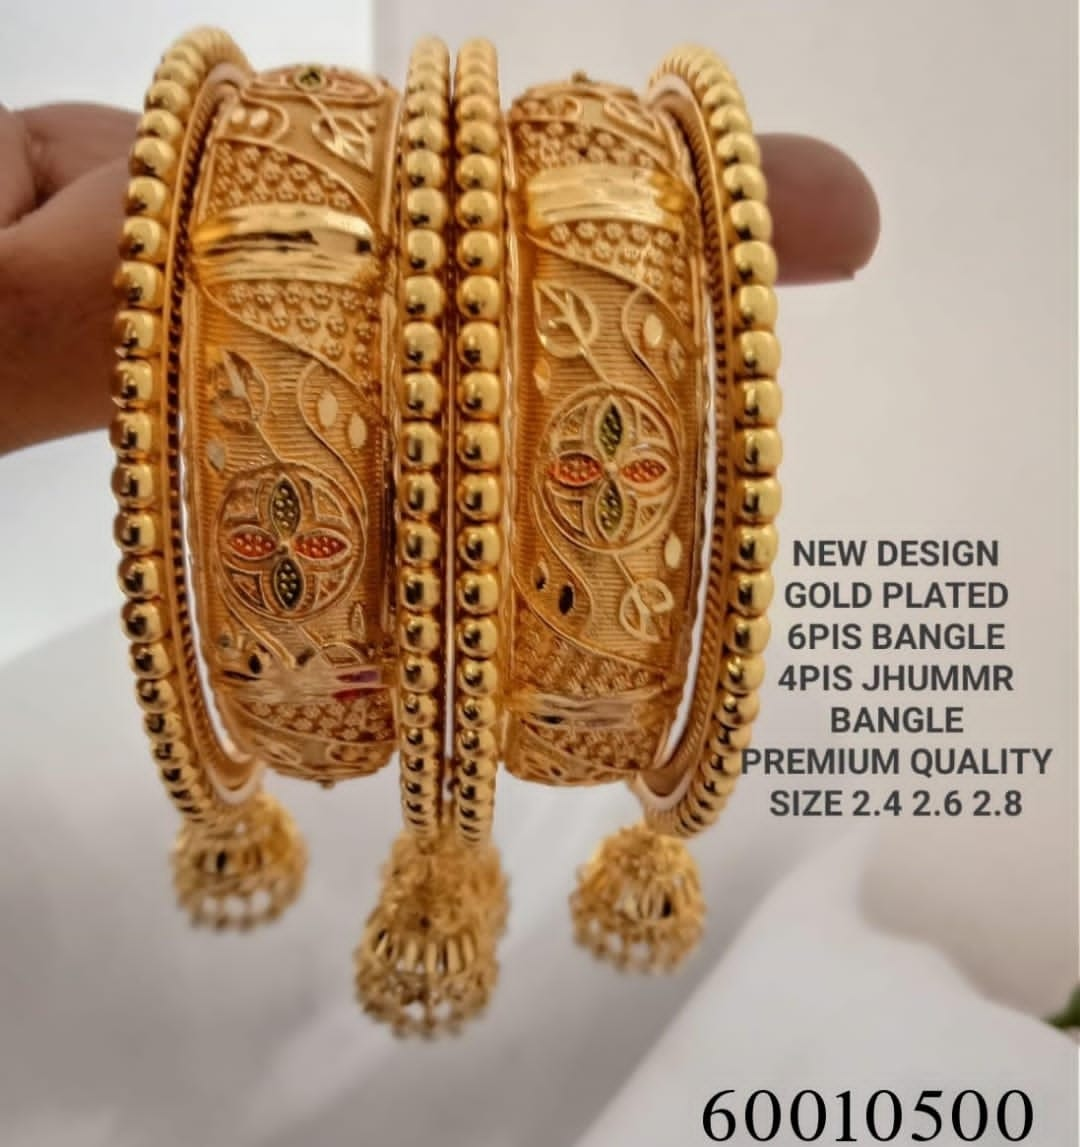 NEW DESIGN
GOLD PLATED
6PIS BANGLE
4PIS JHUMMR
BANGLE
PREMIUM QUALITY
SIZE 2.4 2.6 2.8
60010500